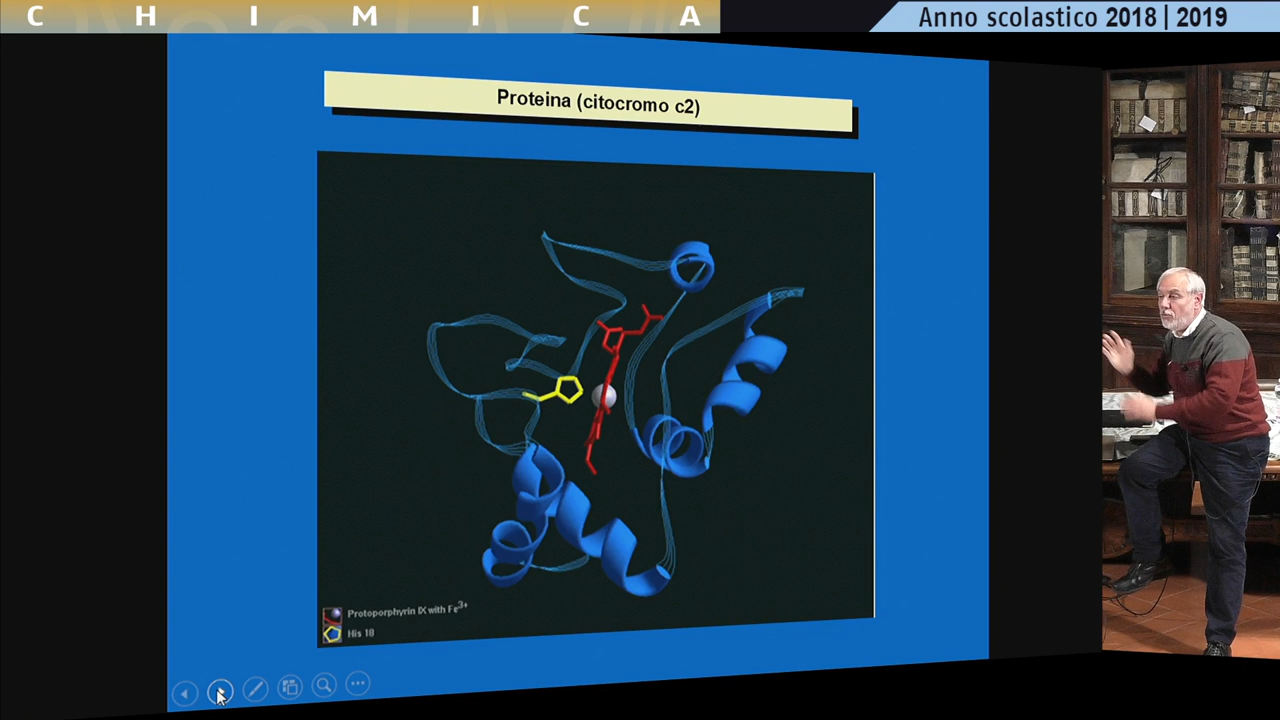 CHIMICA
Anno scolastico 2018 | 2019
Proteina (citocromo c2)
Protoporphyrin IX with Fe3+
His 18